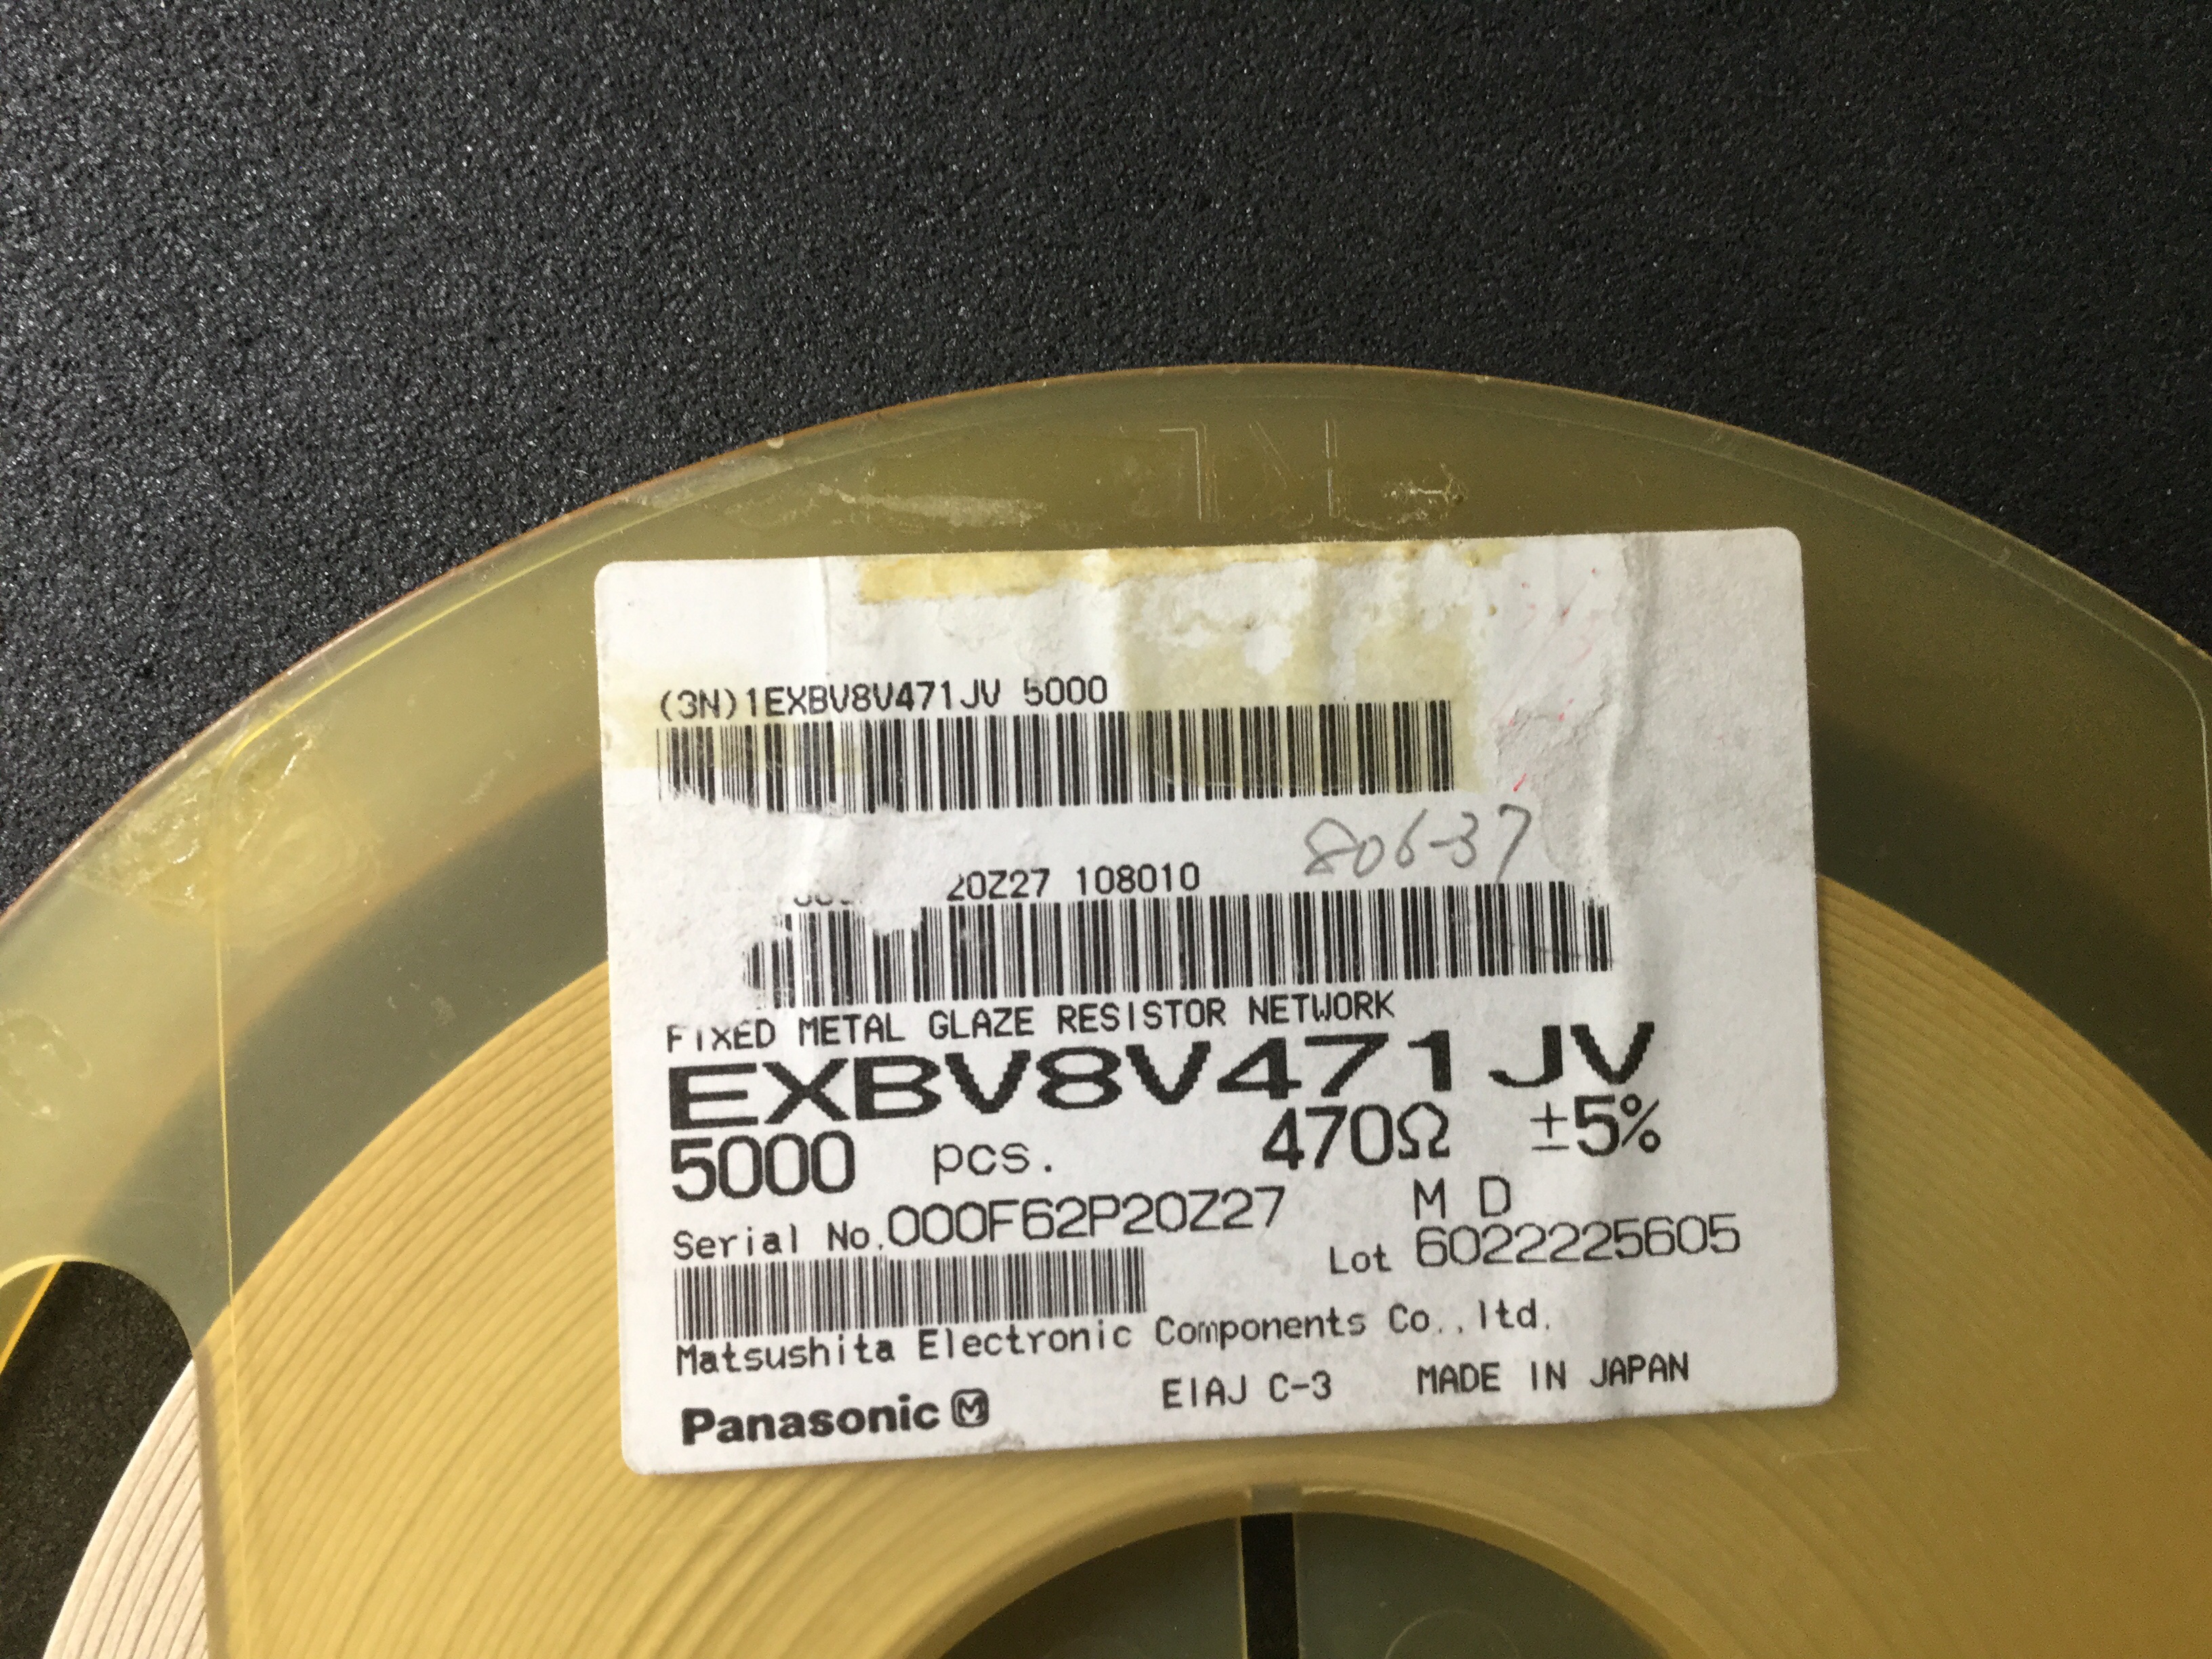 (3N)1EXBV8V471JV 5000
806-37
20Z27 108010
FIXED METAL GLAZE RESISTOR NETWORK
EXBV8V471JV
5000 pcs. 470Ω ±5%
M D
Serial No.000F62P20Z27
Lot 6022225605
Matsushita Electronic Components Co.,ltd.
Panasonic M EIAJ C-3 MADE IN JAPAN